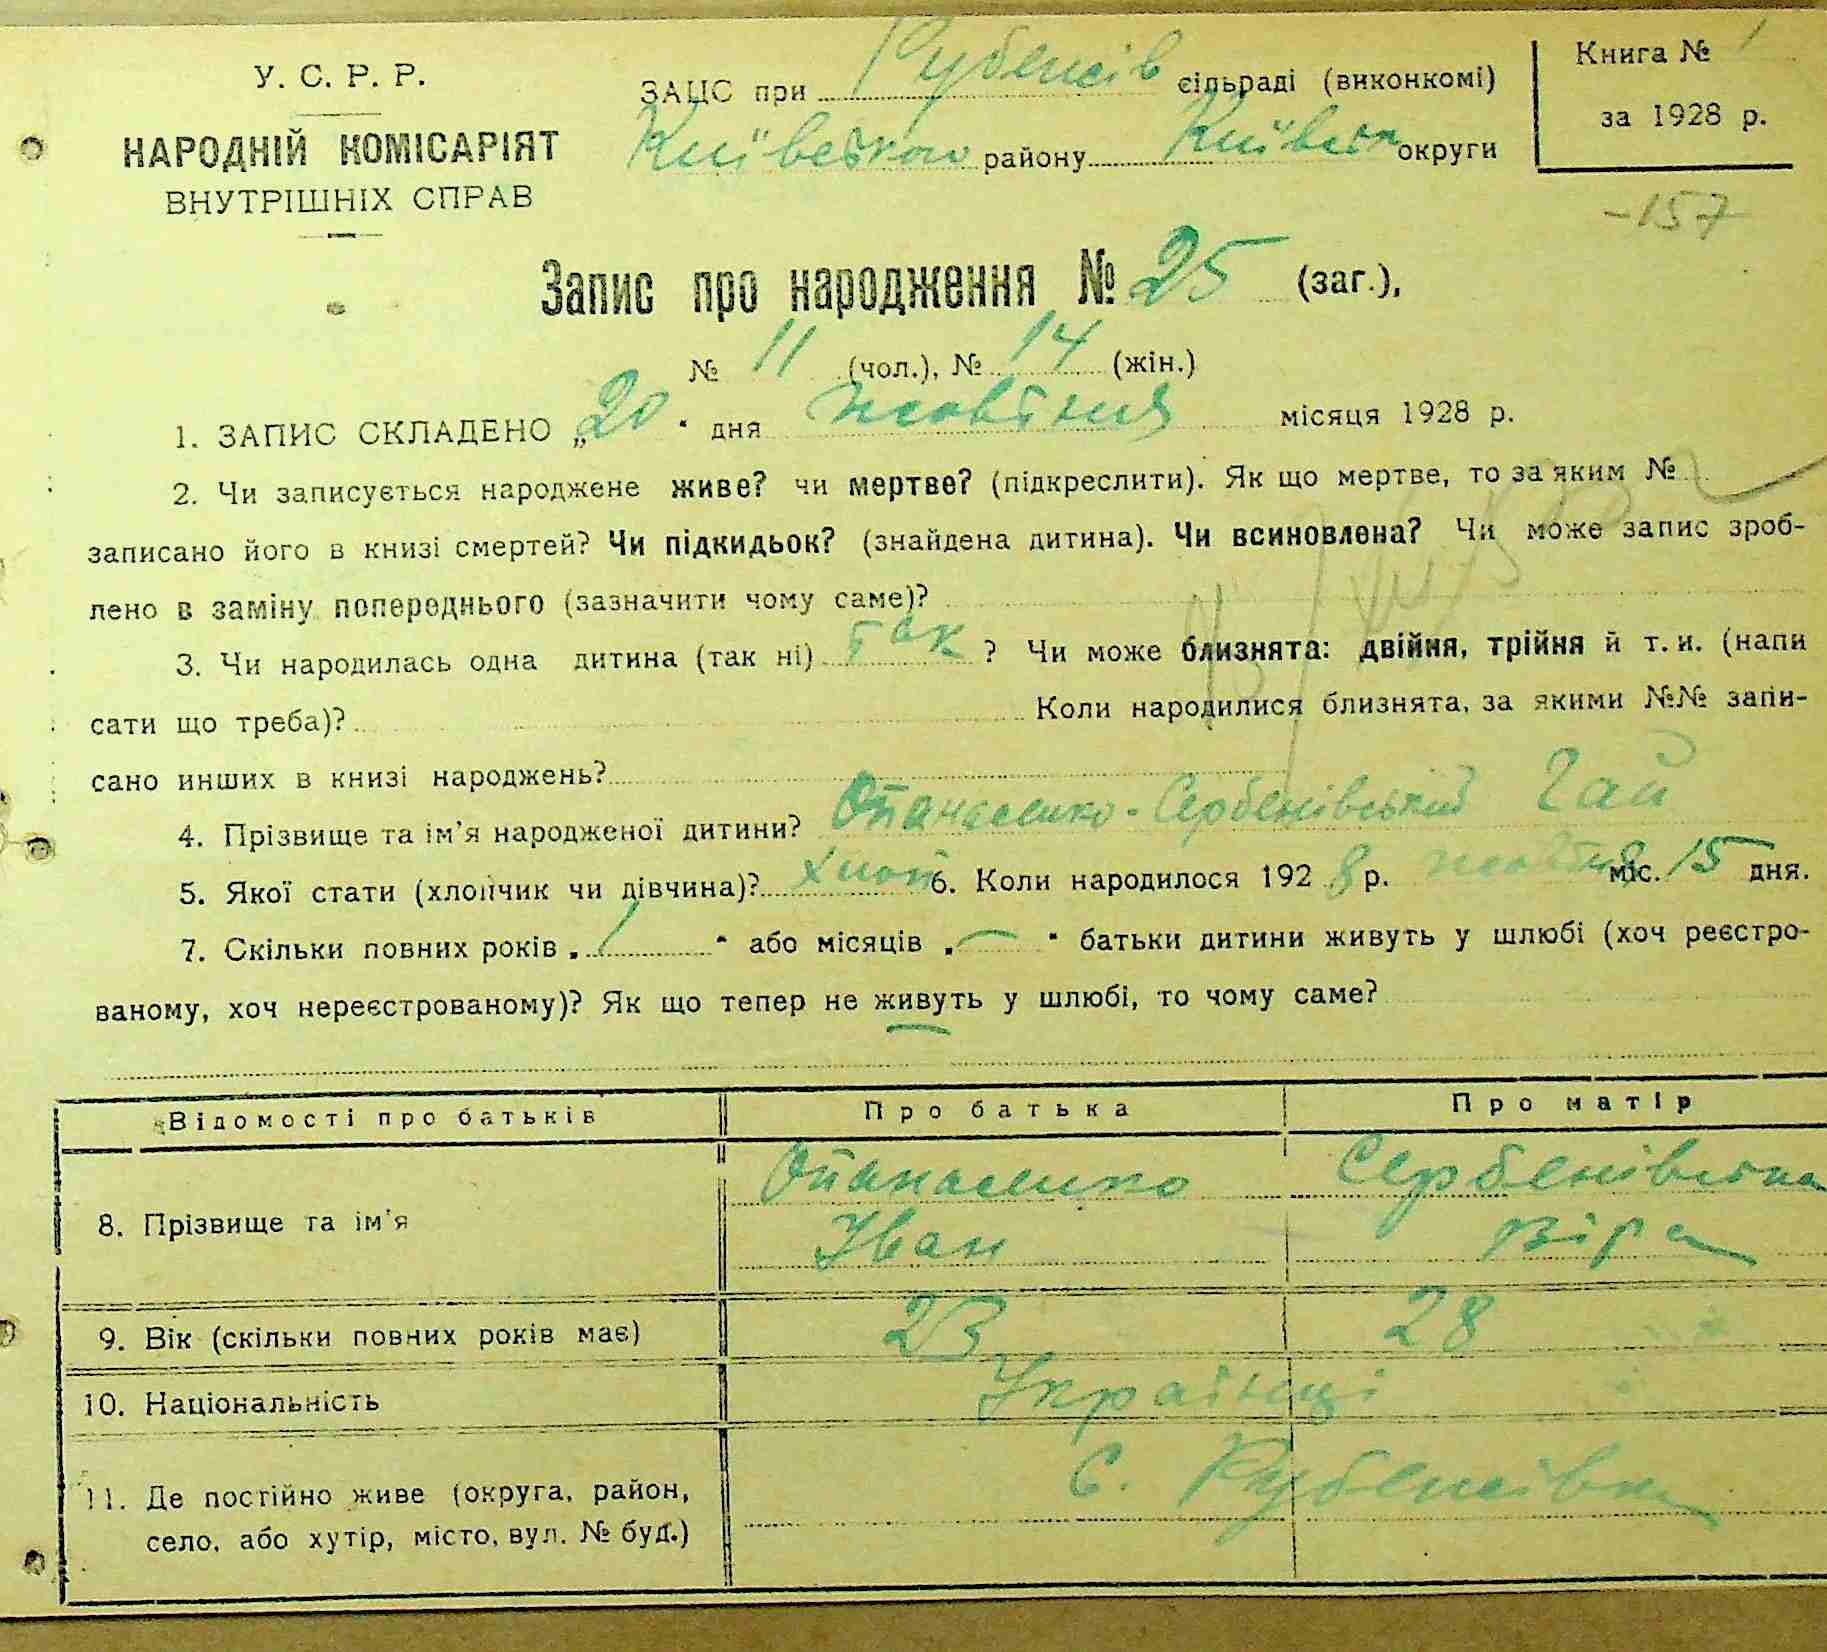 У. С. Р. Р.
НАРОДНІЙ КОМІСАРІЯТ
ВНУТРІШНІХ СПРАВ
ЗАЦС при Рубежів сільраді (виконкомі)
Київського району Київськ округи
Книга № 1
за 1928 р.
-157
Запис про народження № 25 (заг.),
№ 11 (чол.), № 14 (жін.)
1. ЗАПИС СКЛАДЕНО „20" дня жовтня місяця 1928 р.
2. Чи записується народжене живе? чи мертве? (підкреслити). Як що мертве, то за яким №
записано його в книзі смертей? Чи підкидьок? (знайдена дитина). Чи всиновлена? Чи може запис зроб-
лено в заміну попереднього (зазначити чому саме)?
3. Чи народилась одна дитина (так ні) так ? Чи може близнята: двійня, трійня й т. и. (напи
сати що треба)? Коли народилися близнята, за якими №№ запи-
сано инших в книзі народжень?
4. Прізвище та ім'я народженої дитини? Опанасенко-Сербенівський Гай
5. Якої стати (хлопчик чи дівчина)? хлоп 6. Коли народилося 1928 р. жовтня міс. 15 дня.
7. Скільки повних років „1" або місяців „—" батьки дитини живуть у шлюбі (хоч реєстро-
ваному, хоч нереєстрованому)? Як що тепер не живуть у шлюбі, то чому саме?
Відомості про батьків Про батька Про матір
8. Прізвище та ім'я Опанасенко Сербенівська
Іван Віра
9. Вік (скільки повних років має) 23 28
10. Національність Українці
11. Де постійно живе (округа, район, с. Рубежівка
село, або хутір, місто, вул. № буд.)